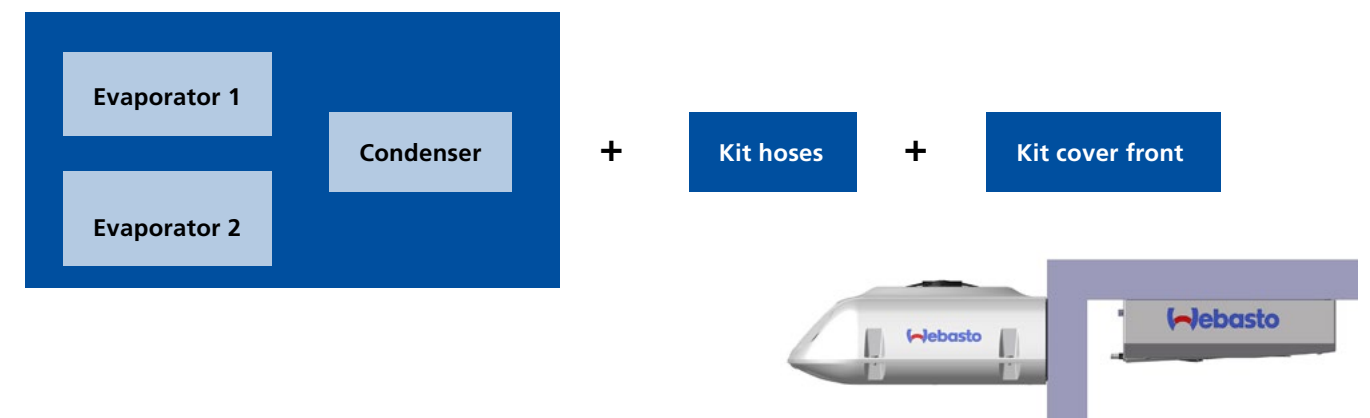 Evaporator 1
Condenser
Evaporator 2
+
Kit hoses
+
Kit cover front
Webasto
Webasto